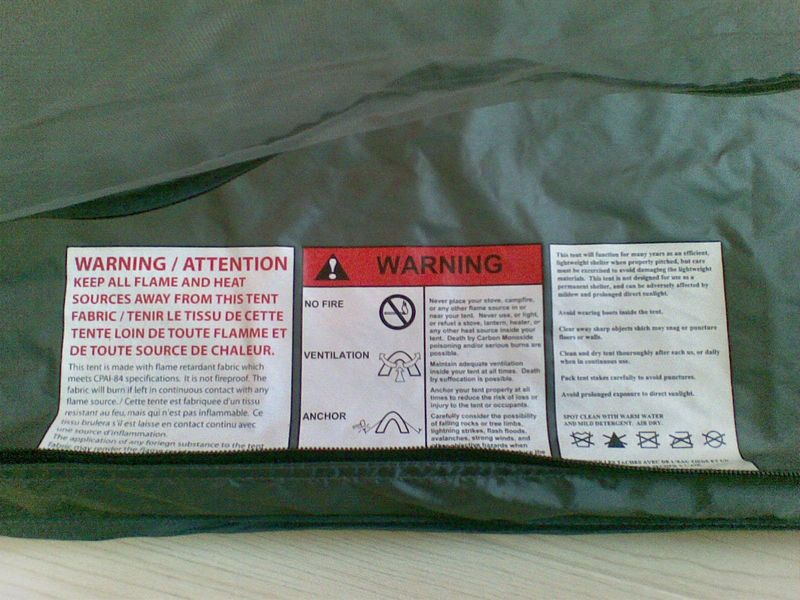 WARNING / ATTENTION
KEEP ALL FLAME AND HEAT
SOURCES AWAY FROM THIS TENT
FABRIC / TENIR LE TISSU DE CETTE
TENTE LOIN DE TOUTE FLAMME ET
DE TOUTE SOURCE DE CHALEUR.
This tent is made with flame retardant fabric which
meets CPAI-84 specifications. It is not fireproof. The
fabric will burn if left in continuous contact with any
flame source./ Cette tente est fabriquee d'un tissu
resistant au feu, mais qui n'est pas inflammable. Ce
tissu brulera s'il est laisse en contact continu avec
une source d'inflammation.
The application of any foriegn substance to the tent
fabric may render the
WARNING
NO FIRE
Never place your stove, campfire,
or any other flame source in or
near your tent. Never use, or light,
or refuel a stove, lantern, heater, or
any other heat source inside your
tent. Death by Carbon Monoxide
poisoning and/or serious burns are
possible.
VENTILATION
Maintain adequate ventilation
inside your tent at all times. Death
by suffocation is possible.
Anchor your tent properly at all
times to reduce the risk of loss or
injury to the tent or occupants.
ANCHOR
Carefully consider the possibility
of falling rocks or tree limbs,
lightning strikes, flash floods,
avalanches, strong winds, and
other objective hazards when
This tent will function for many years as an efficient,
lightweight shelter when properly pitched, but care
must be excercised to avoid damaging the lightweight
materials. This tent is not designed for use as a
permanent shelter, and can be adversely affected by
mildew and prolonged direct sunlight.
Avoid wearing boots inside the tent.
Clear away sharp objects thich may snag or puncture
floors or walls.
Clean and dry tent thouroughly after each us, or daily
when in continuous use.
Pack tent stakes carefully to avoid punctures.
Avoid prolonged exposure to direct sunlight.
SPOT CLEAN WITH WARM WATER
AND MILD DETERGENT. AIR DRY.